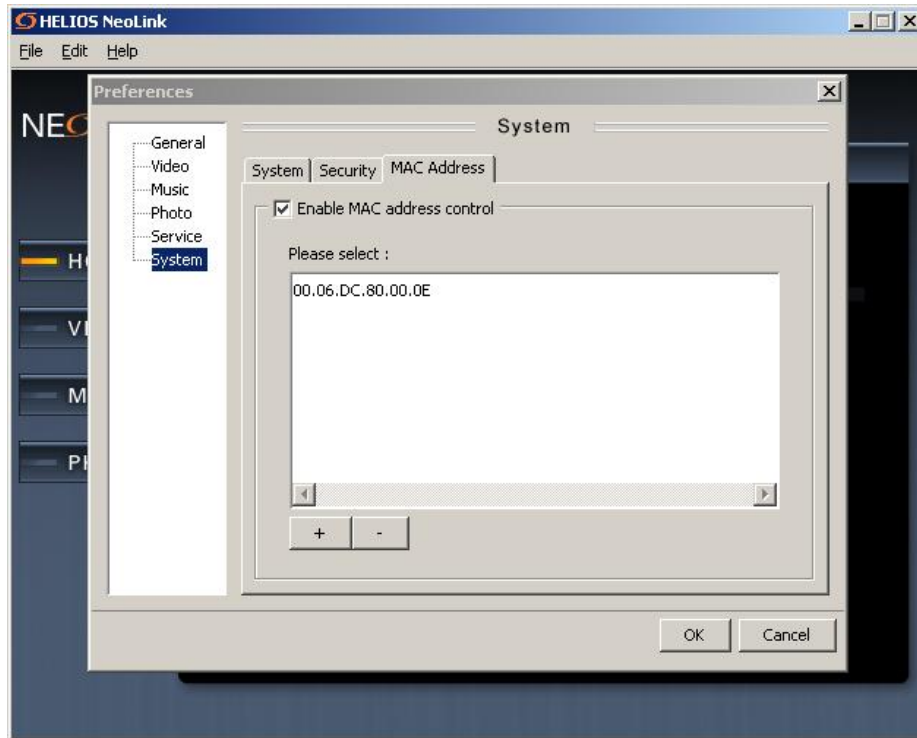 HELIOS NeoLink
File Edit Help
Preferences
General
Video
Music
Photo
Service
System
System
System Security MAC Address
Enable MAC address control
Please select :
00.06.DC.80.00.0E
+ -
OK Cancel